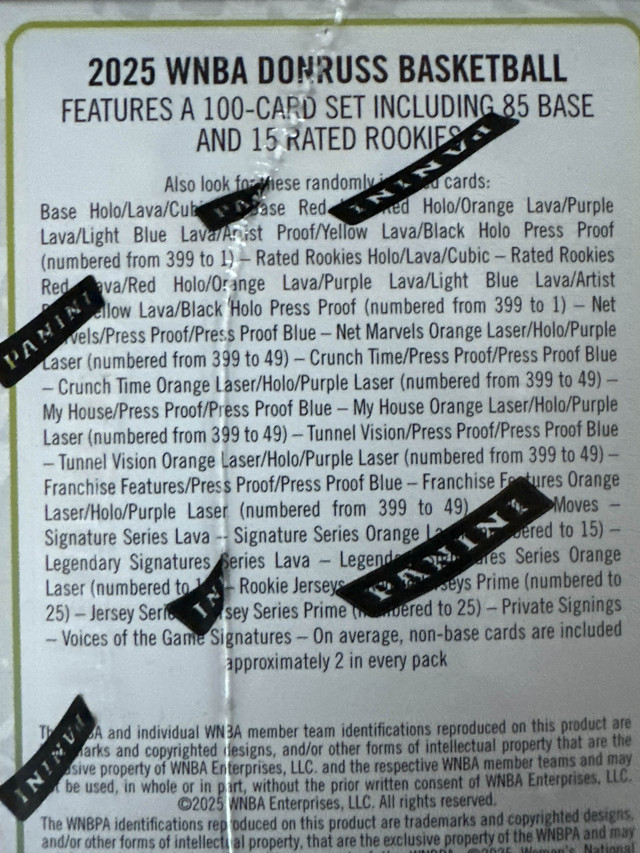 2025 WNBA DONRUSS BASKETBALL
FEATURES A 100-CARD SET INCLUDING 85 BASE
AND 15 RATED ROOKIES
Also look for these randomly cards:
Base Holo/Lava/Cub Base Red Red Holo/Orange Lava/Purple
Lava/Light Blue Lava/Artist Proof/Yellow Lava/Black Holo Press Proof
(numbered from 399 to 1) – Rated Rookies Holo/Lava/Cubic – Rated Rookies
Red Lava/Red Holo/Orange Lava/Purple Lava/Light Blue Lava/Artist
Yellow Lava/Black Holo Press Proof (numbered from 399 to 1) – Net
Marvels/Press Proof/Press Proof Blue – Net Marvels Orange Laser/Holo/Purple
Laser (numbered from 399 to 49) – Crunch Time/Press Proof/Press Proof Blue
– Crunch Time Orange Laser/Holo/Purple Laser (numbered from 399 to 49) –
My House/Press Proof/Press Proof Blue – My House Orange Laser/Holo/Purple
Laser (numbered from 399 to 49) – Tunnel Vision/Press Proof/Press Proof Blue
– Tunnel Vision Orange Laser/Holo/Purple Laser (numbered from 399 to 49) –
Franchise Features/Press Proof/Press Proof Blue – Franchise Features Orange
Laser/Holo/Purple Laser (numbered from 399 to 49) Moves –
Signature Series Lava – Signature Series Orange to 15) –
Legendary Signatures Series Lava – Series Orange
Laser (numbered to – Rookie Jerseys Prime (numbered to
25) – Jersey Jersey Series Prime (numbered to 25) – Private Signings
– Voices of the Game Signatures – On average, non-base cards are included
approximately 2 in every pack
PANINI
PANINI
PANINI
PANINI
The WNBA and individual WNBA member team identifications reproduced on this product are
trademarks and copyrighted designs, and/or other forms of intellectual property that are the
exclusive property of WNBA Enterprises, LLC. and the respective WNBA member teams and may
not be used, in whole or in part, without the prior written consent of WNBA Enterprises, LLC.
©2025 WNBA Enterprises, LLC. All rights reserved.
The WNBPA identifications reproduced on this product are trademarks and copyrighted designs,
and/or other forms of intellectual property, that are the exclusive property of the WNBPA and may
©2025 Women's National